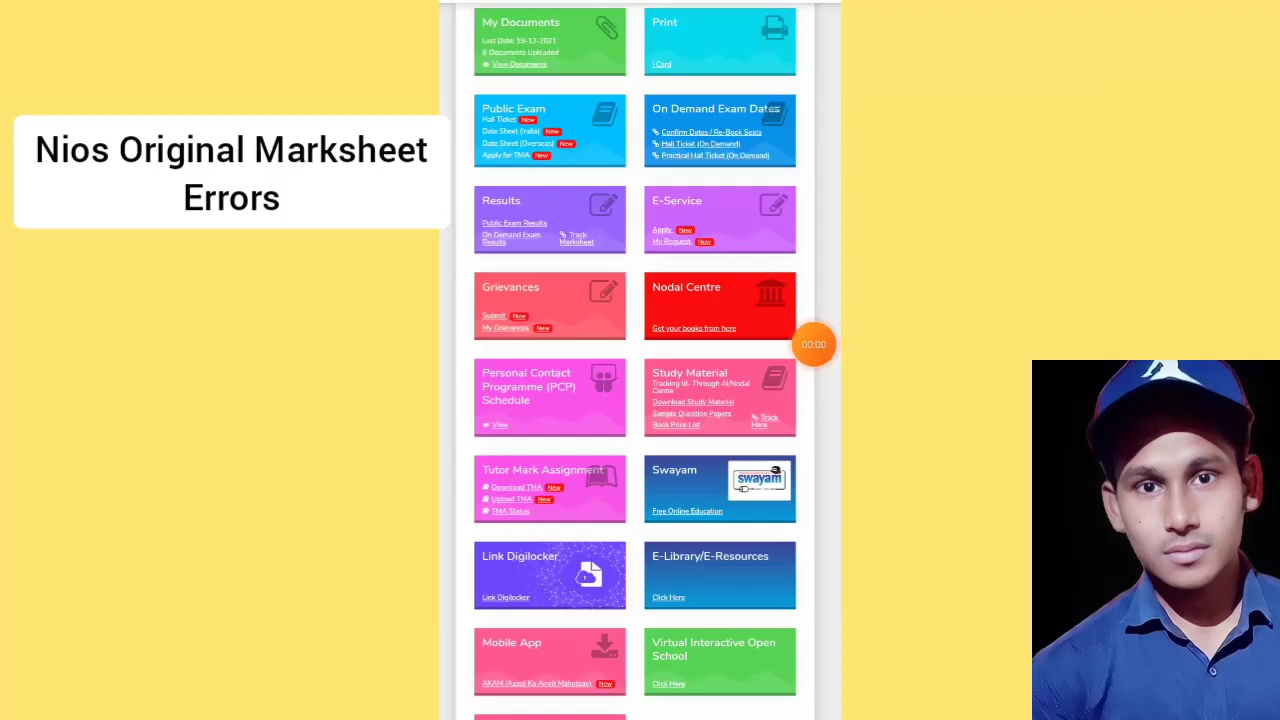 Nios Original Marksheet
Errors
My Documents
Last Date: 19-12-2021
8 Documents Uploaded
View Documents
Print
I Card
Public Exam
Hall Ticket New
Date Sheet (India) New
Date Sheet (Overseas) New
Apply for TMA New
On Demand Exam Dates
Confirm Dates / Re-Book Seats
Hall Ticket (On Demand)
Practical Hall Ticket (On Demand)
Results
Public Exam Results
On Demand Exam
Results
Track
Marksheet
E-Service
Apply New
My Request New
Grievances
Submit New
My Grievances New
Nodal Centre
Get your books from here
00:00
Personal Contact
Programme (PCP)
Schedule
View
Study Material
Tracking Id- Through AI/Nodal
Centre
Download Study Material
Sample Question Papers
Book Price List
Track
Here
Tutor Mark Assignment
Download TMA New
Upload TMA New
TMA Status
Swayam
swayam
Free Online Education
Link Digilocker
Link Digilocker
E-Library/E-Resources
Click Here
Mobile App
AKAM (Azadi Ka Amrit Mahotsav) New
Virtual Interactive Open
School
Click Here